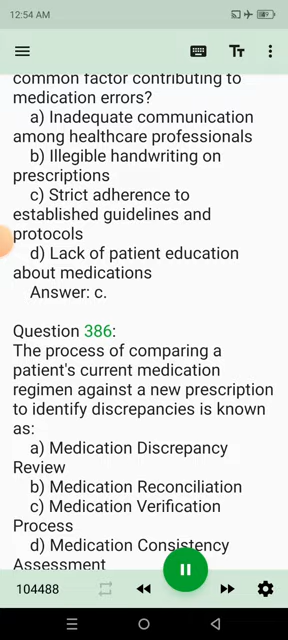 12:54 AM
common factor contributing to
medication errors?
a) Inadequate communication
among healthcare professionals
b) Illegible handwriting on
prescriptions
c) Strict adherence to
established guidelines and
protocols
d) Lack of patient education
about medications
Answer: c.
Question 386:
The process of comparing a
patient's current medication
regimen against a new prescription
to identify discrepancies is known
as:
a) Medication Discrepancy
Review
b) Medication Reconciliation
c) Medication Verification
Process
d) Medication Consistency
Assessment
104488